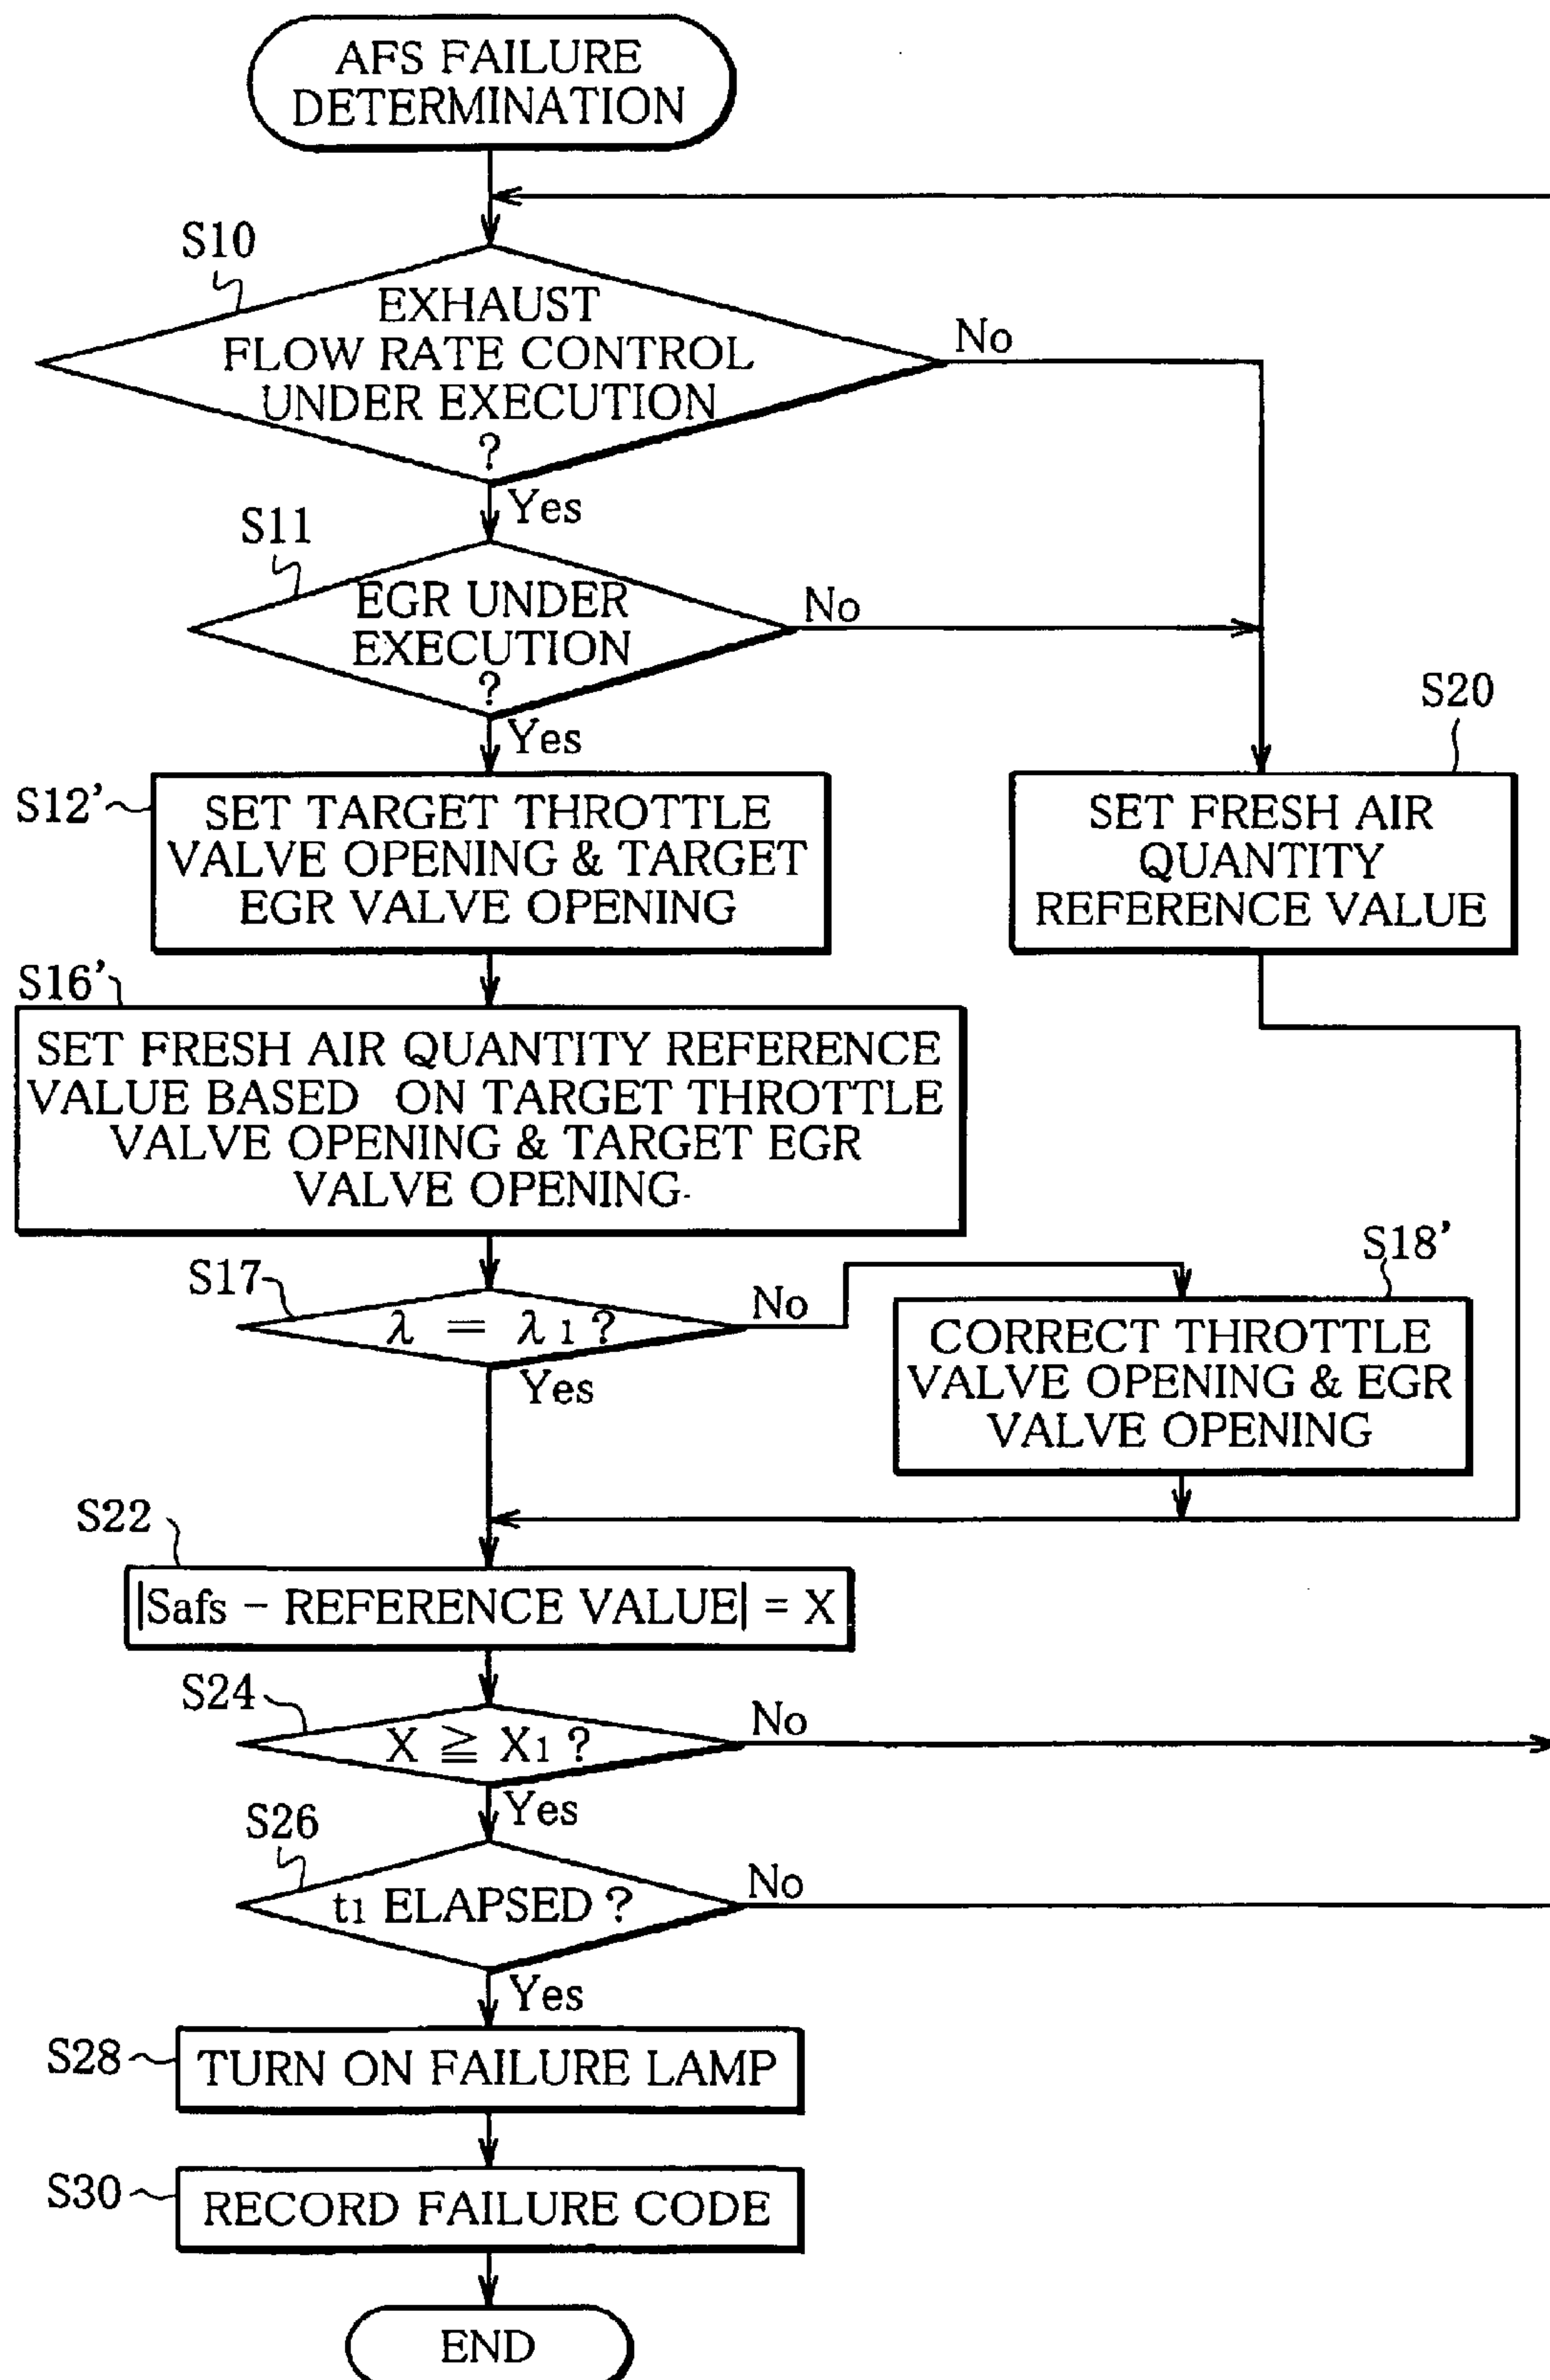 AFS FAILURE
DETERMINATION
S10
EXHAUST
FLOW RATE CONTROL
UNDER EXECUTION
?
No
Yes
S11
EGR UNDER
EXECUTION
?
No
Yes
S12'
SET TARGET THROTTLE
VALVE OPENING & TARGET
EGR VALVE OPENING
S20
SET FRESH AIR
QUANTITY
REFERENCE VALUE
S16'
SET FRESH AIR QUANTITY REFERENCE
VALUE BASED ON TARGET THROTTLE
VALVE OPENING & TARGET EGR
VALVE OPENING
S17
λ = λ1 ?
No
Yes
S18'
CORRECT THROTTLE
VALVE OPENING & EGR
VALVE OPENING
S22
|Safs − REFERENCE VALUE| = X
S24
X ≧ X1 ?
No
Yes
S26
t1 ELAPSED ?
No
Yes
S28
TURN ON FAILURE LAMP
S30
RECORD FAILURE CODE
END